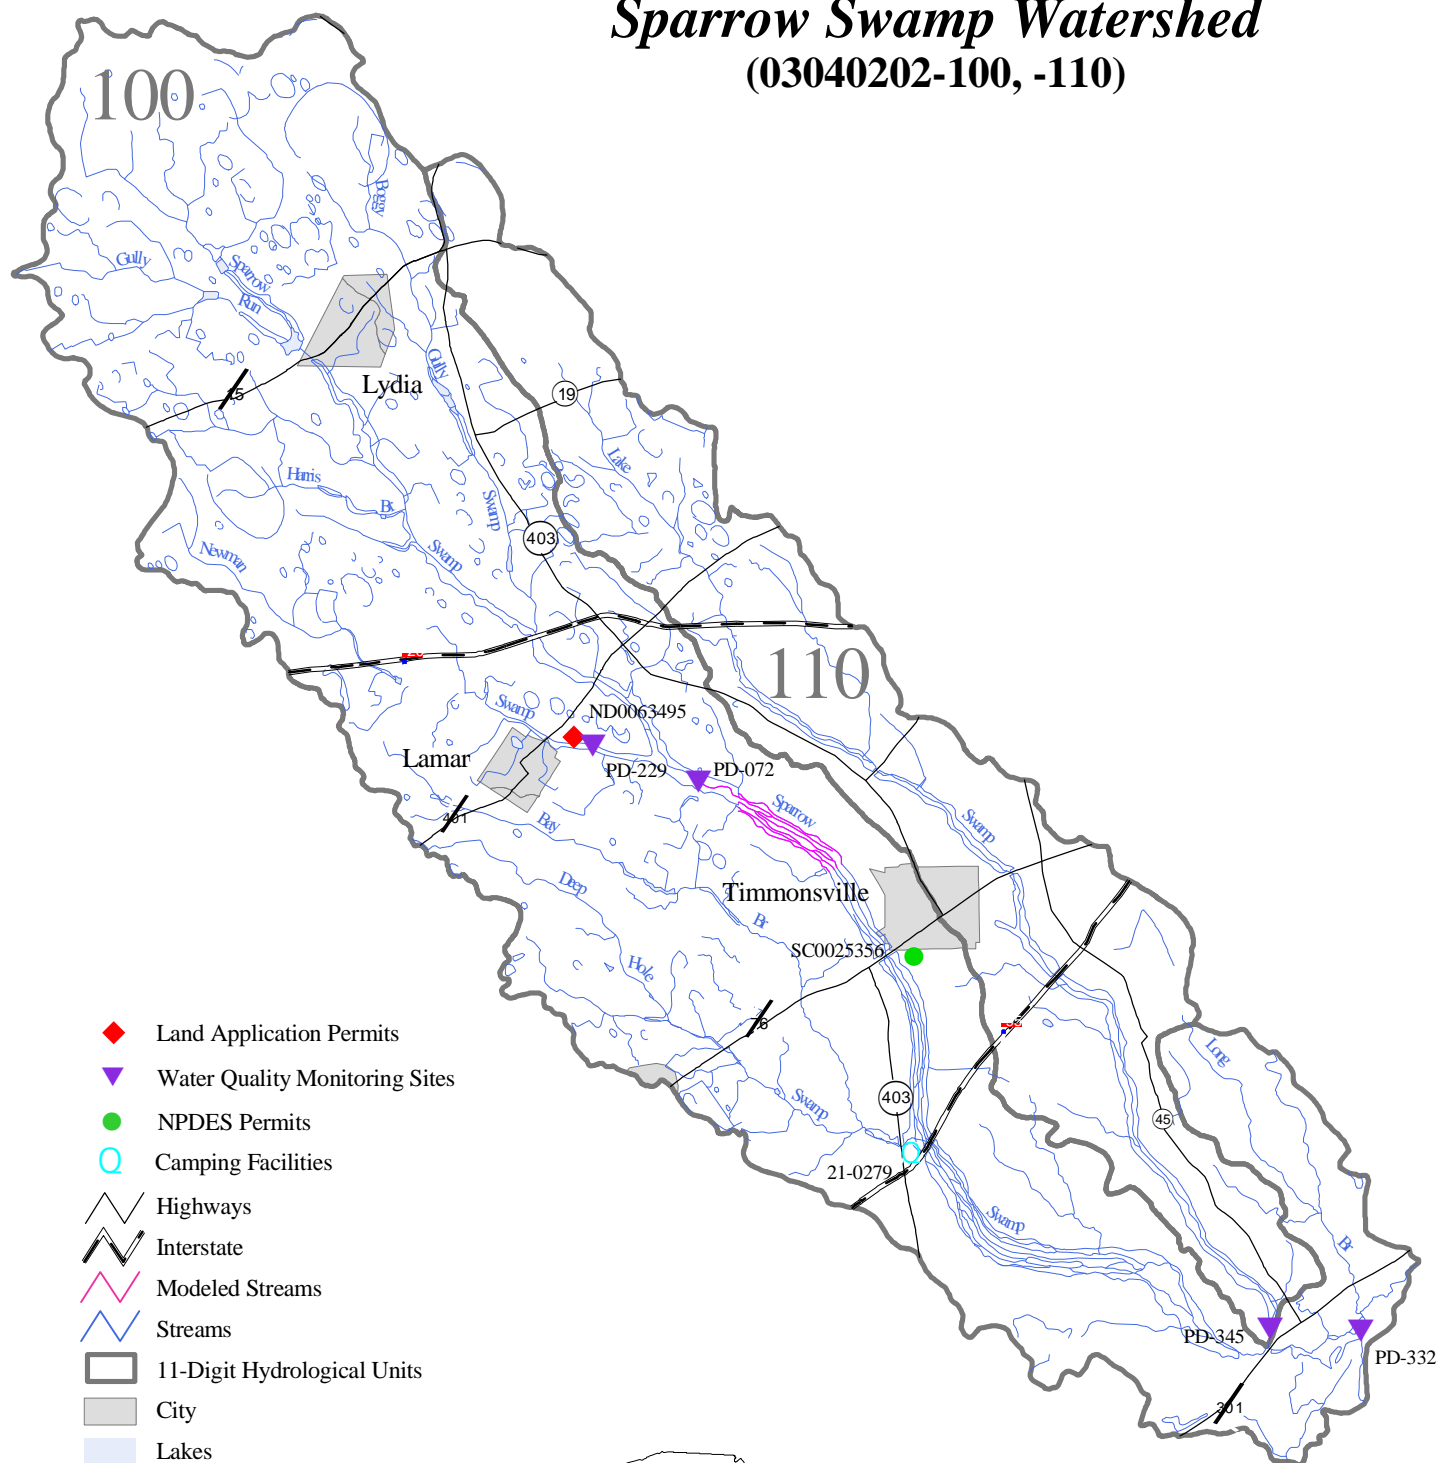 Sparrow Swamp Watershed
(03040202-100, -110)
100
Boggy
Gully
Sparrow
Run
Gully
Lydia
15
19
Lake
Harris
Br.
Swamp
403
Swamp
Newman
110
Swamp
ND0063495
Lamar
PD-229
PD-072
401
Bay
Sparrow
Swamp
Deep
Timmonsville
Br
SC0025356
Hole
76
Long
Land Application Permits
Water Quality Monitoring Sites
Swamp
403
45
NPDES Permits
Q
Camping Facilities
Q
21-0279
Highways
Swamp
Br
Interstate
Modeled Streams
Streams
PD-345
PD-332
11-Digit Hydrological Units
City
301
Lakes